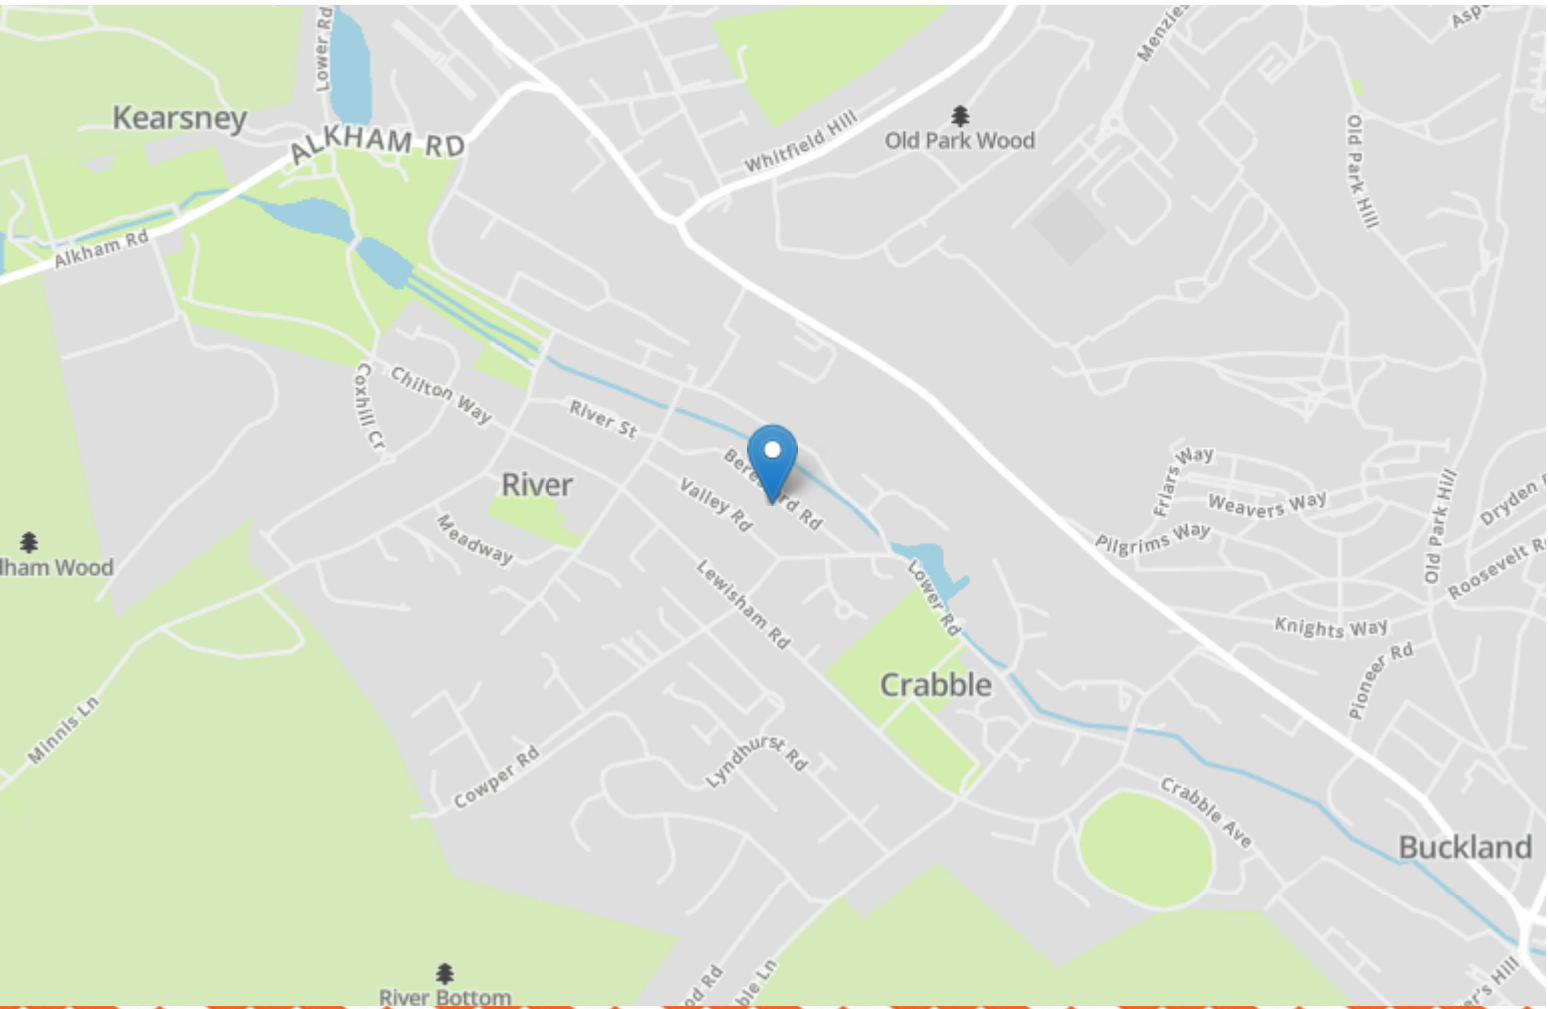 Lower Rd
Menzies
Kearsney
ALKHAM RD
Whitfield Hill
Old Park Wood
Old Park Hill
Alkham Rd
Coxhill Cr
Chilton Way
River St
River
Valley Rd
Friars Way
Weavers Way
Pilgrims Way
Old Park Hill
Dryden
Roosevelt
Meadway
Lewisham Rd
Lower Rd
Knights Way
Pioneer Rd
Crabble
Minnis Ln
Cowper Rd
Lyndhurst Rd
Crabble Ave
Buckland
River Bottom